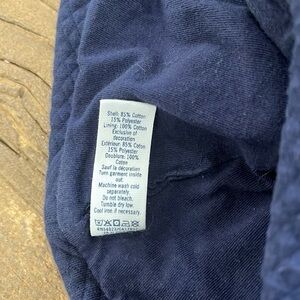 Shell: 85% Cotton
15% Polyester
Lining: 100% Cotton
Exclusive of
decoration
Extérieur: 85% Coton
15% Polyester
Doublure: 100%
Coton
Sauf la décoration
Turn garment inside
out.
Machine wash cold
separately.
Do not bleach.
Tumble dry low.
Cool iron if necessary.